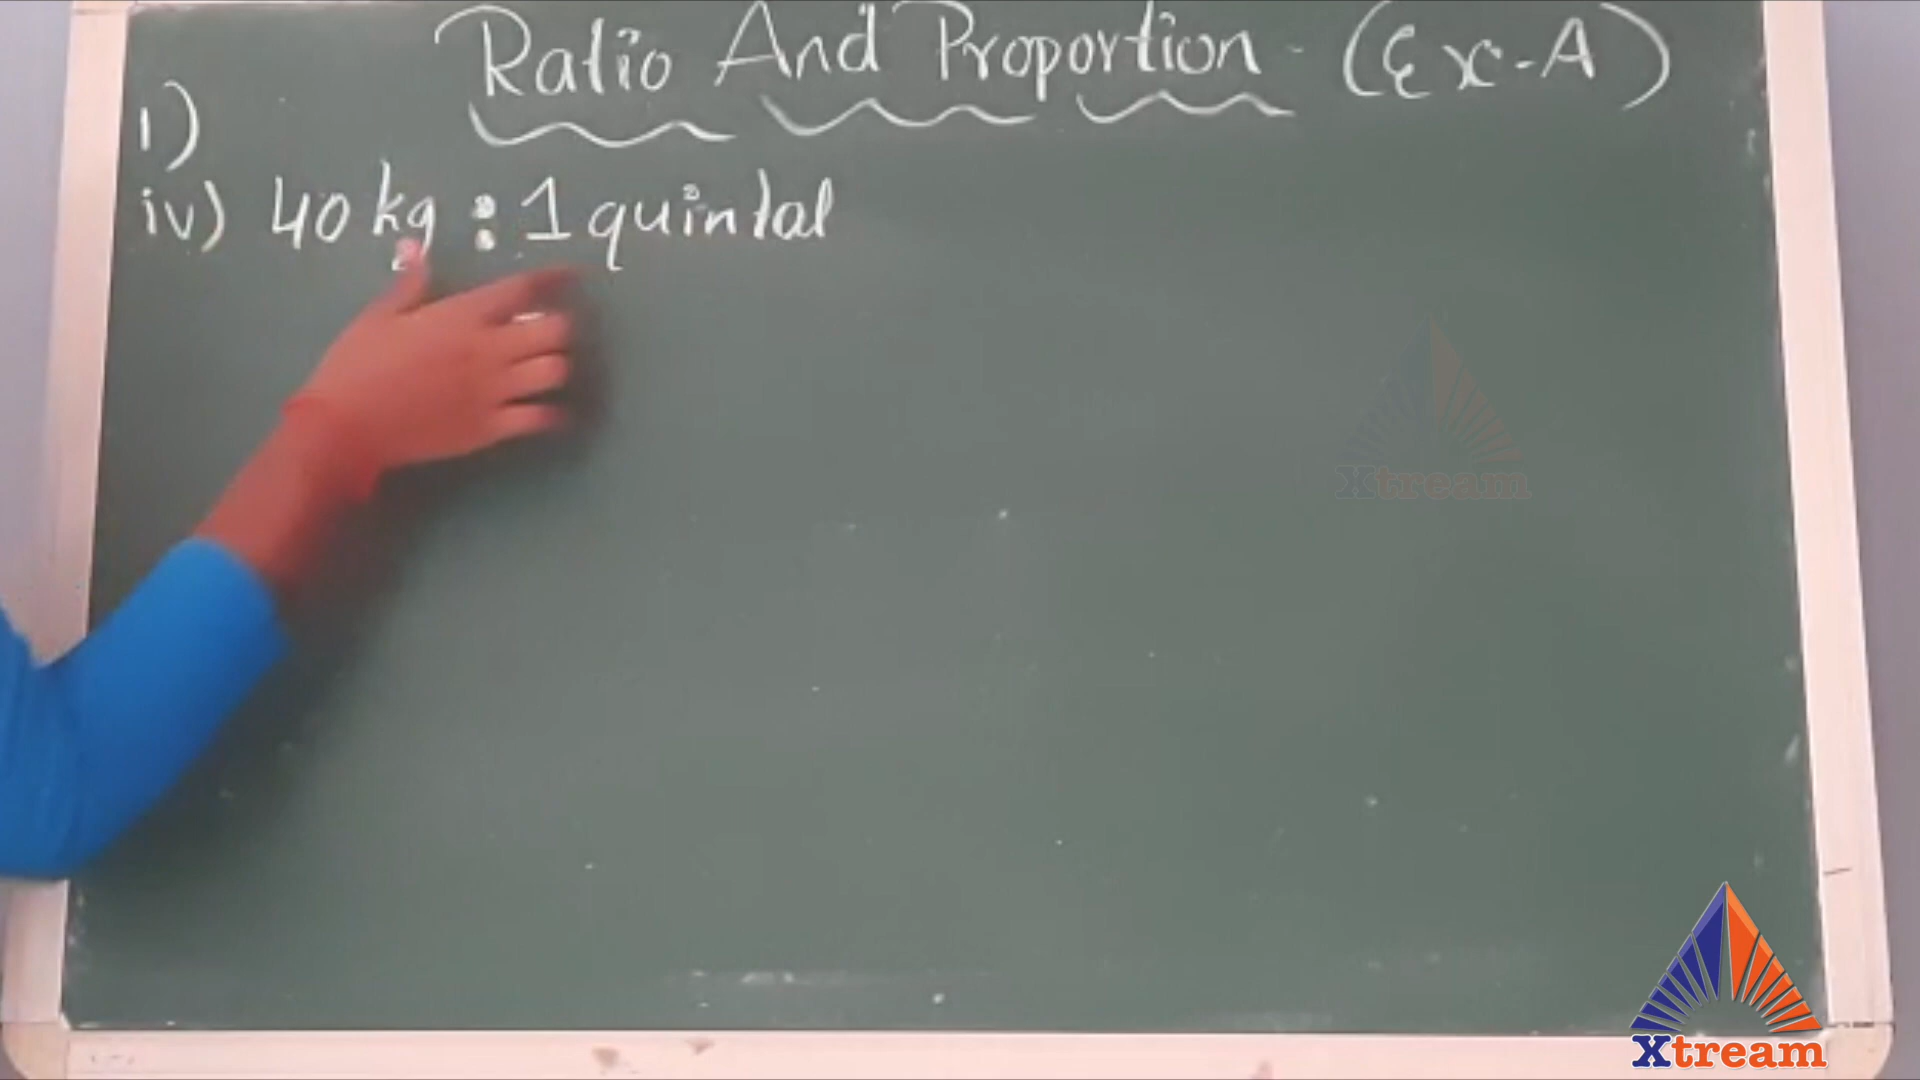 Ratio And Proportion - (Ex-A)
1)
iv) 40 kg : 1 quintal
Xtream
Xtream